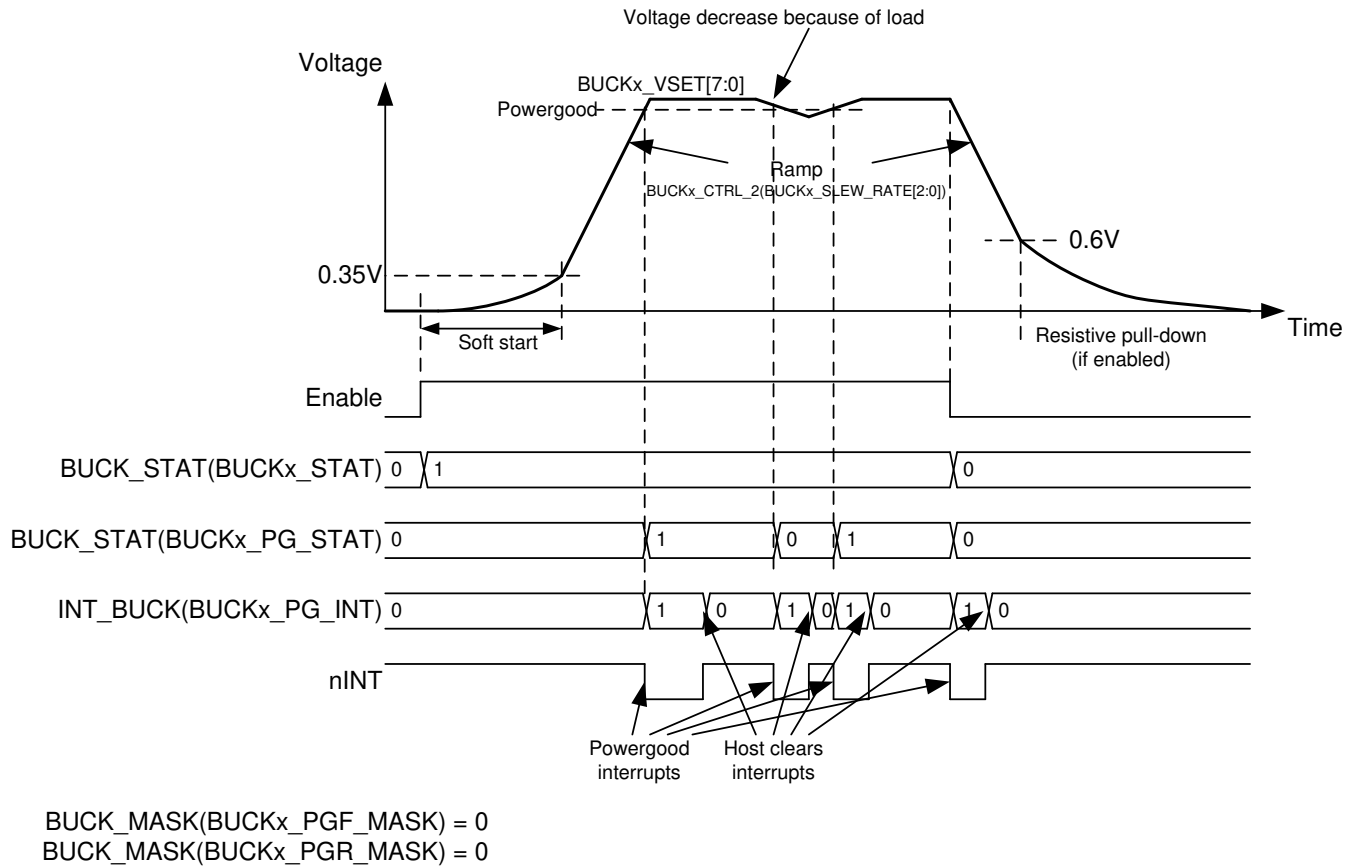 Voltage decrease because of load
Voltage
BUCKx_VSET[7:0]
Powergood
Ramp
BUCKx_CTRL_2(BUCKx_SLEW_RATE[2:0])
0.6V
0.35V
Time
Soft start
Resistive pull-down
(if enabled)
Enable
BUCK_STAT(BUCKx_STAT) 0 1 0
BUCK_STAT(BUCKx_PG_STAT) 0 1 0 1 0
INT_BUCK(BUCKx_PG_INT) 0 1 0 1 0 1 0 1 0
nINT
Powergood
interrupts
Host clears
interrupts
BUCK_MASK(BUCKx_PGF_MASK) = 0
BUCK_MASK(BUCKx_PGR_MASK) = 0